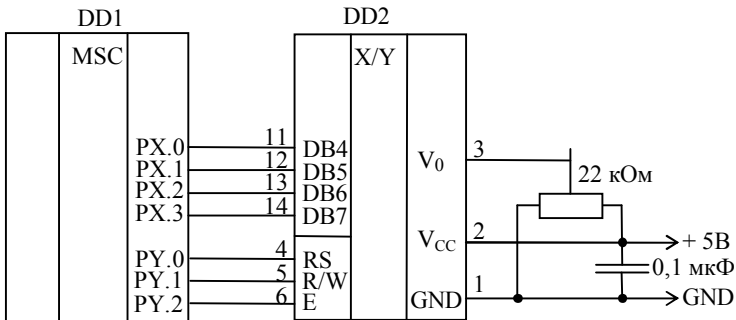 DD1
DD2
MSC
X/Y
PX.0
11
DB4
PX.1
12
DB5
PX.2
13
DB6
PX.3
14
DB7
PY.0
4
RS
PY.1
5
R/W
PY.2
6
E
V0
3
22 кОм
VCC
2
+ 5В
0,1 мкФ
GND
1
GND